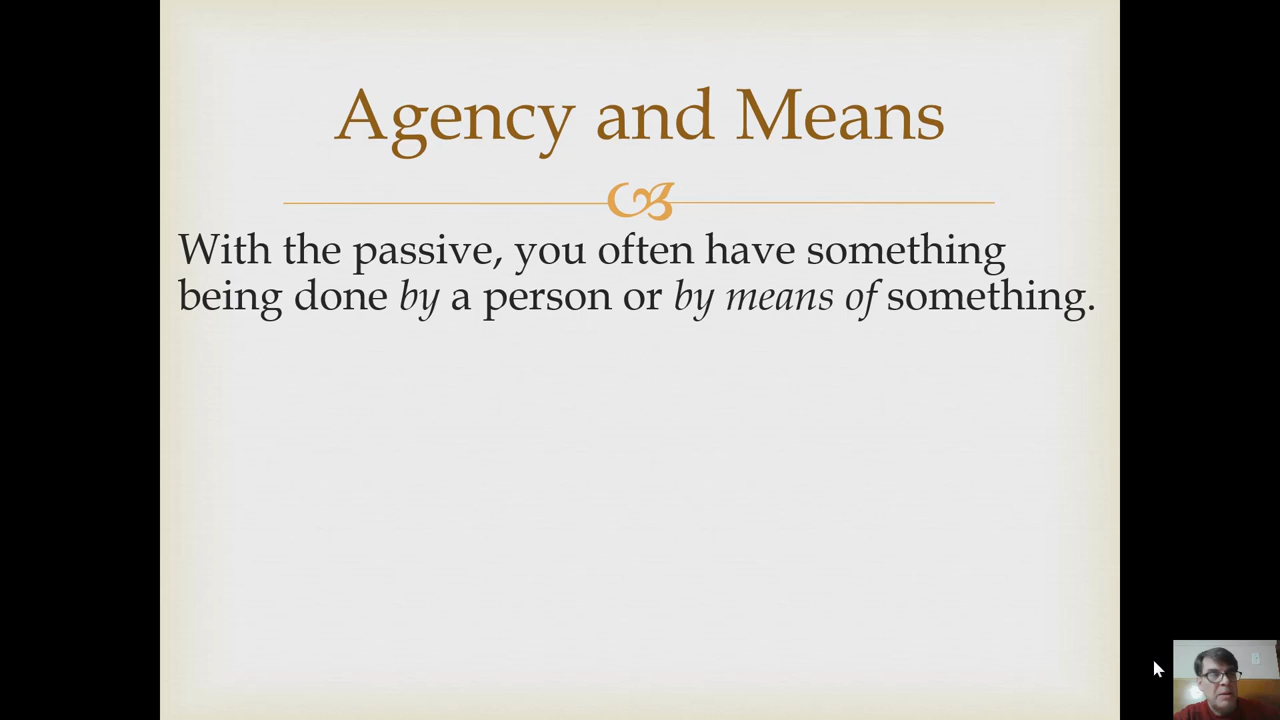 Agency and Means
With the passive, you often have something
being done by a person or by means of something.